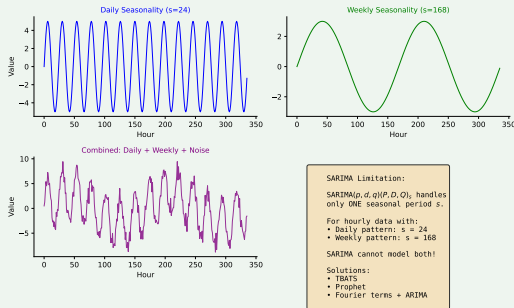 Daily Seasonality (s=24)
Value
4
2
0
−2
−4
0 50 100 150 200 250 300 350
Hour
Weekly Seasonality (s=168)
2
0
−2
0 50 100 150 200 250 300 350
Hour
Combined: Daily + Weekly + Noise
Value
10
5
0
−5
0 50 100 150 200 250 300 350
Hour
SARIMA Limitation:
SARIMA(p, d, q)(P, D, Q)s handles
only ONE seasonal period s.
For hourly data with:
• Daily pattern: s = 24
• Weekly pattern: s = 168
SARIMA cannot model both!
Solutions:
• TBATS
• Prophet
• Fourier terms + ARIMA